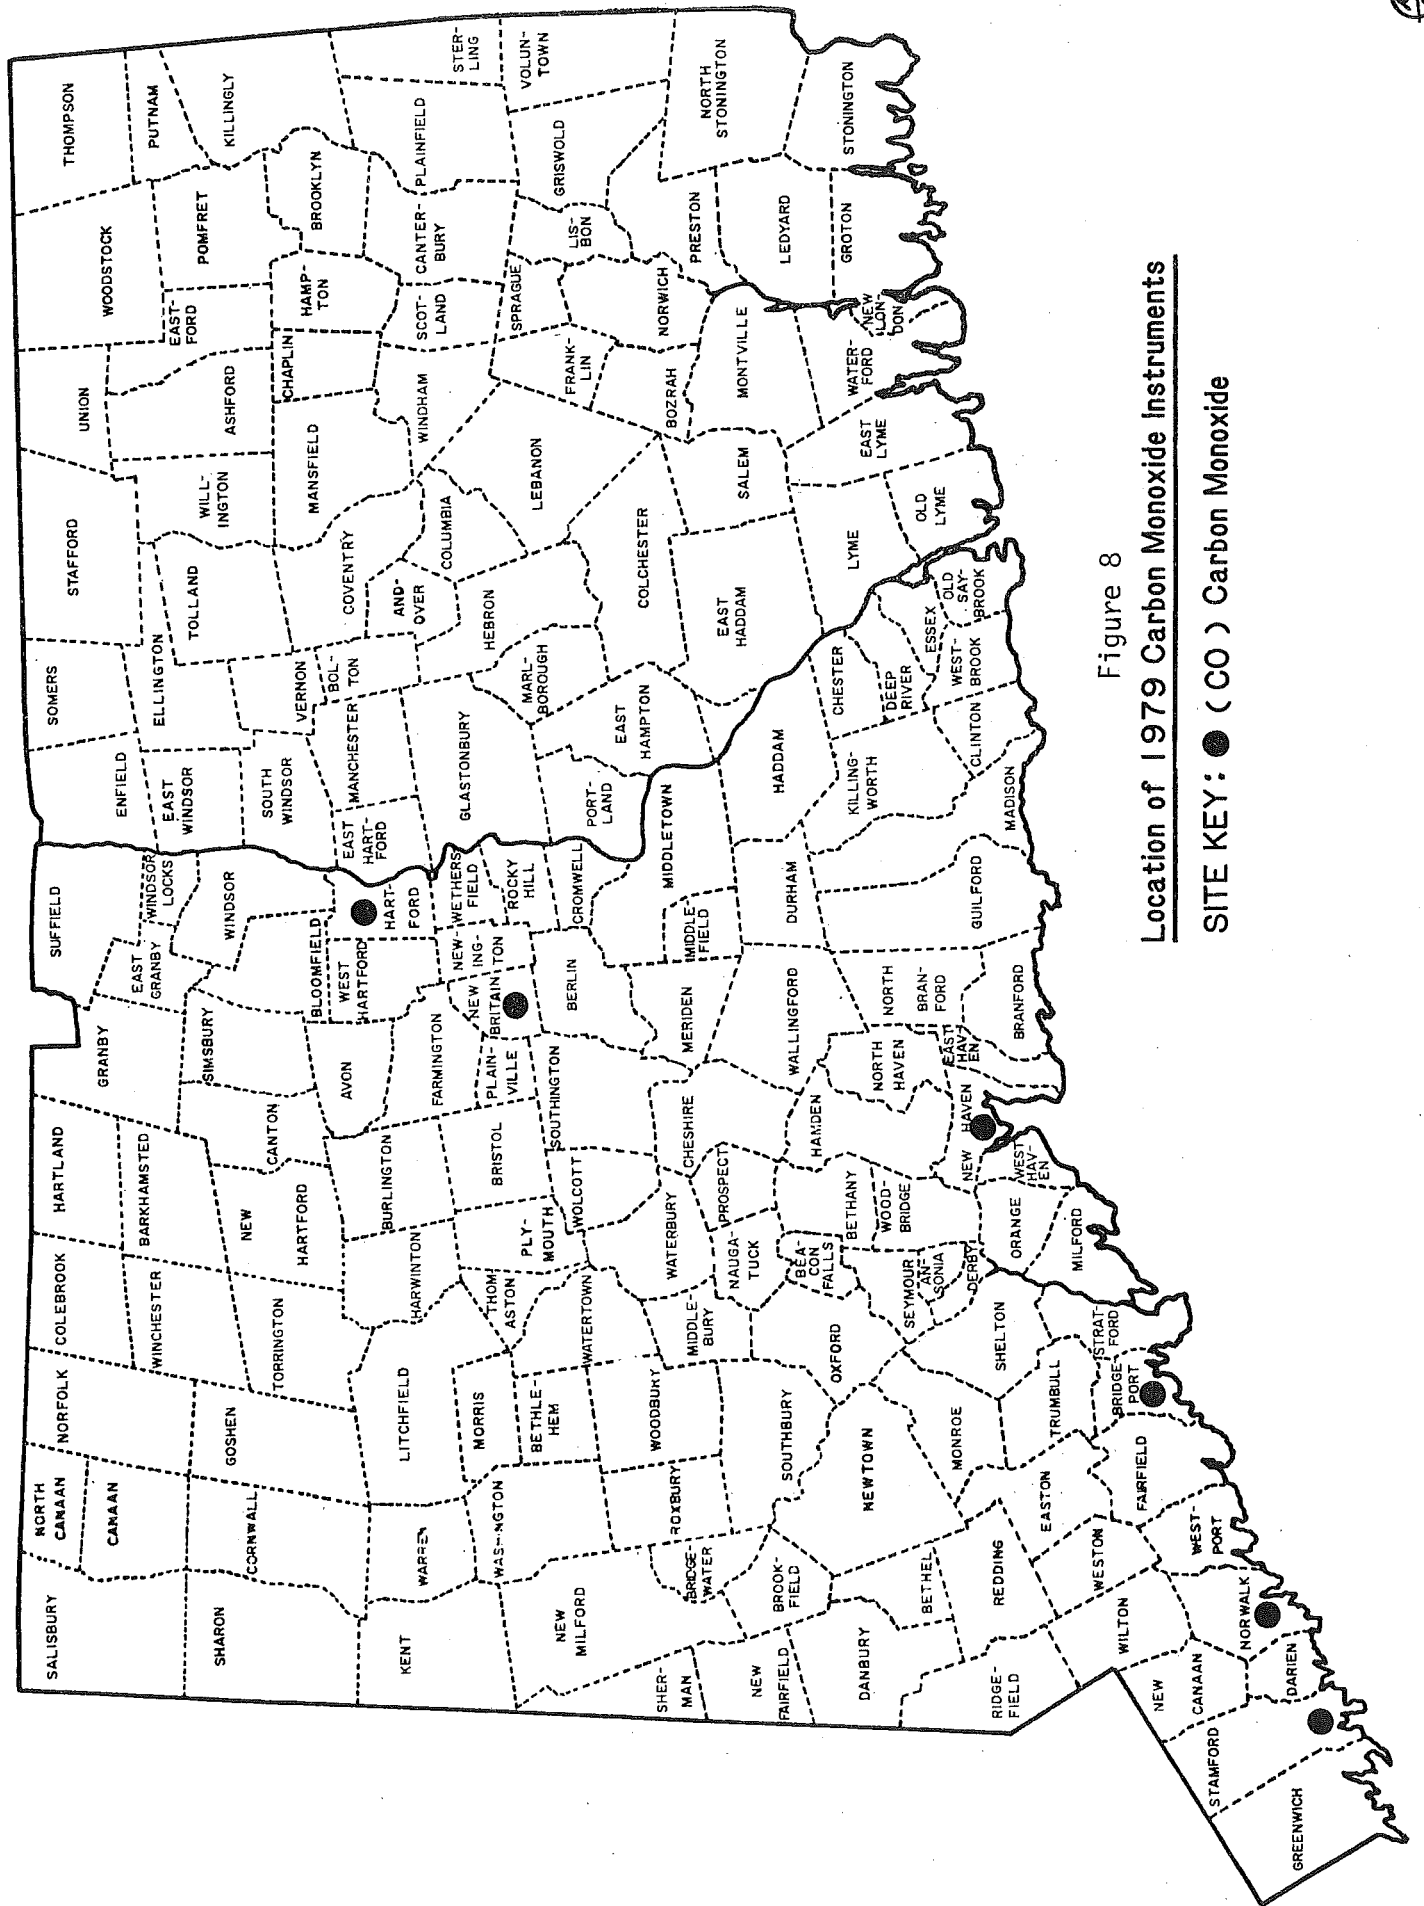 SALISBURY
NORTH
CANAAN
CANAAN
NORFOLK
COLEBROOK
HARTLAND
GRANBY
SUFFIELD
ENFIELD
SOMERS
STAFFORD
UNION
WOODSTOCK
THOMPSON
PUTNAM
KILLINGLY
POMFRET
EAST-
FORD
ASHFORD
WILL-
INGTON
TOLLAND
ELLINGTON
EAST
WINDSOR
WINDSOR
LOCKS
EAST
GRANBY
BARKHAMSTED
WINCHESTER
SHARON
CORNWALL
GOSHEN
TORRINGTON
NEW
HARTFORD
CANTON
SIMSBURY
BLOOMFIELD
WINDSOR
SOUTH
WINDSOR
VERNON
BOL-
TON
COVENTRY
MANSFIELD
CHAPLIN
HAMP-
TON
BROOKLYN
KENT
WARREN
LITCHFIELD
HARWINTON
BURLINGTON
AVON
FARMINGTON
WEST
HARTFORD
HART-
FORD
EAST
HART-
FORD
MANCHESTER
AND-
OVER
COLUMBIA
WINDHAM
SCOT-
LAND
CANTER-
BURY
PLAINFIELD
STER-
LING
WASHINGTON
MORRIS
BETHLE-
HEM
THOM
ASTON
PLY-
MOUTH
BRISTOL
PLAIN-
VILLE
NEW
BRITAIN
NEW-
ING-
TON
WETHERS
FIELD
ROCKY
HILL
GLASTONBURY
MARL-
BOROUGH
HEBRON
LEBANON
FRANK-
LIN
SPRAGUE
LIS-
BON
GRISWOLD
VOLUN-
TOWN
NEW
MILFORD
WATERTOWN
WOLCOTT
SOUTHINGTON
BERLIN
CROMWELL
PORT-
LAND
EAST
HAMPTON
COLCHESTER
BOZRAH
NORWICH
PRESTON
NORTH
STONINGTON
SHER-
MAN
BRIDGE-
WATER
ROXBURY
WOODBURY
MIDDLE-
BURY
WATERBURY
CHESHIRE
MERIDEN
MIDDLE-
FIELD
MIDDLETOWN
EAST
HADDAM
SALEM
MONTVILLE
LEDYARD
NEW
FAIRFIELD
BROOK-
FIELD
SOUTHBURY
OXFORD
NAUGA-
TUCK
PROSPECT
BEA-
CON
FALLS
BETHANY
HAMDEN
WALLINGFORD
DURHAM
HADDAM
LYME
EAST
LYME
WATER-
FORD
NEW
LON-
DON
GROTON
STONINGTON
DANBURY
BETHEL
NEWTOWN
MONROE
SEYMOUR
AN-
SONIA
DERBY
WOOD-
BRIDGE
NORTH
HAVEN
NORTH
BRAN-
FORD
KILLING-
WORTH
CHESTER
DEEP
RIVER
ESSEX
OLD
LYME
RIDGE-
FIELD
REDDING
EASTON
SHELTON
ORANGE
NEW HAVEN
EAST
HAV-
EN
WEST
HAV-
EN
BRANFORD
GUILFORD
MADISON
CLINTON
WEST-
BROOK
OLD
SAY-
BROOK
WILTON
WESTON
TRUMBULL
STRAT-
FORD
MILFORD
BRIDGE-
PORT
FAIRFIELD
WEST-
PORT
NORWALK
NEW
CANAAN
DARIEN
STAMFORD
GREENWICH
Figure 8
Location of 1979 Carbon Monoxide Instruments
SITE KEY: ● (CO) Carbon Monoxide